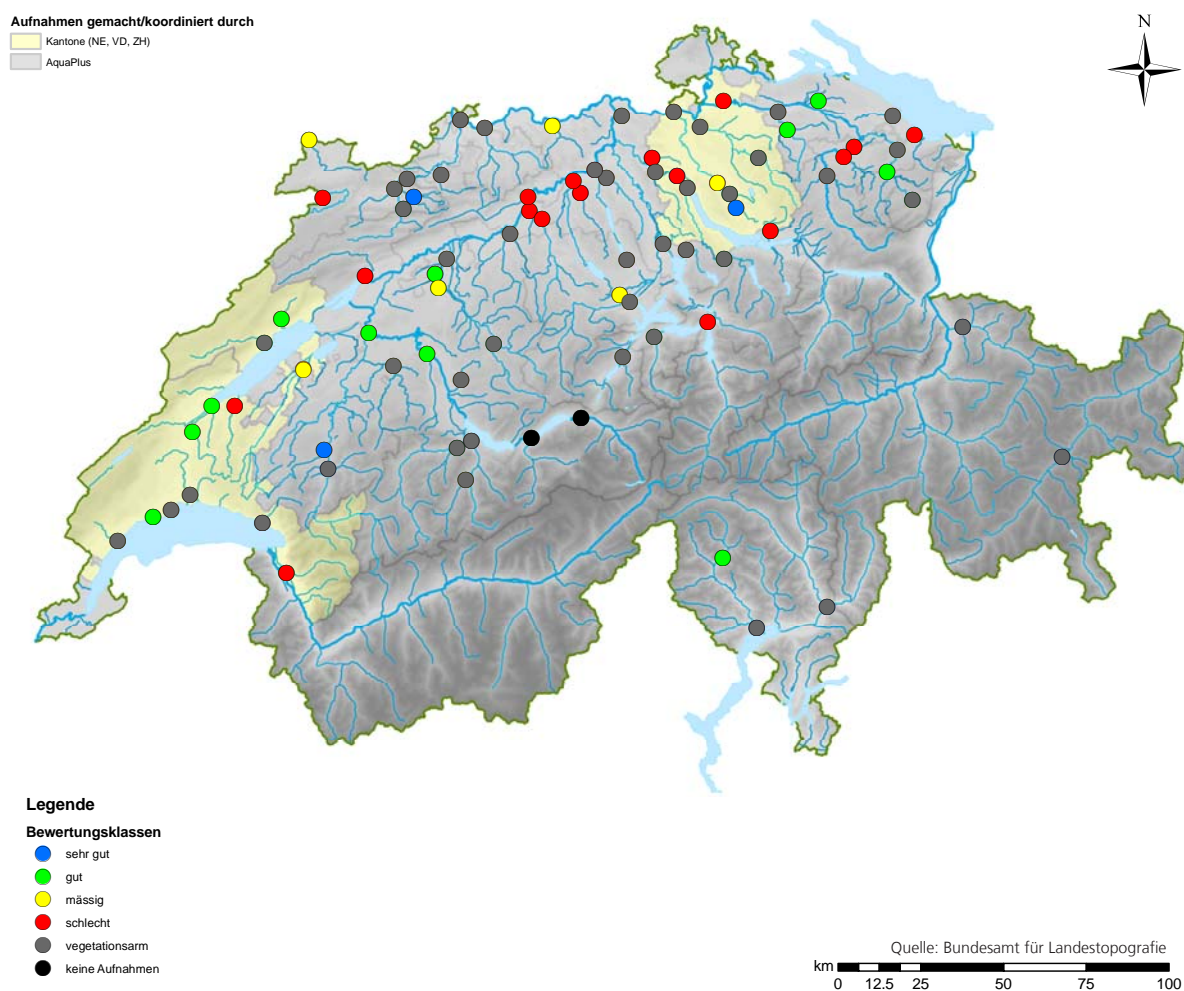 Aufnahmen gemacht/koordiniert durch
Kantone (NE, VD, ZH)
AquaPlus
N
Legende
Bewertungsklassen
sehr gut
gut
mässig
schlecht
vegetationsarm
keine Aufnahmen
Quelle: Bundesamt für Landestopografie
km
0 12.5 25 50 75 100